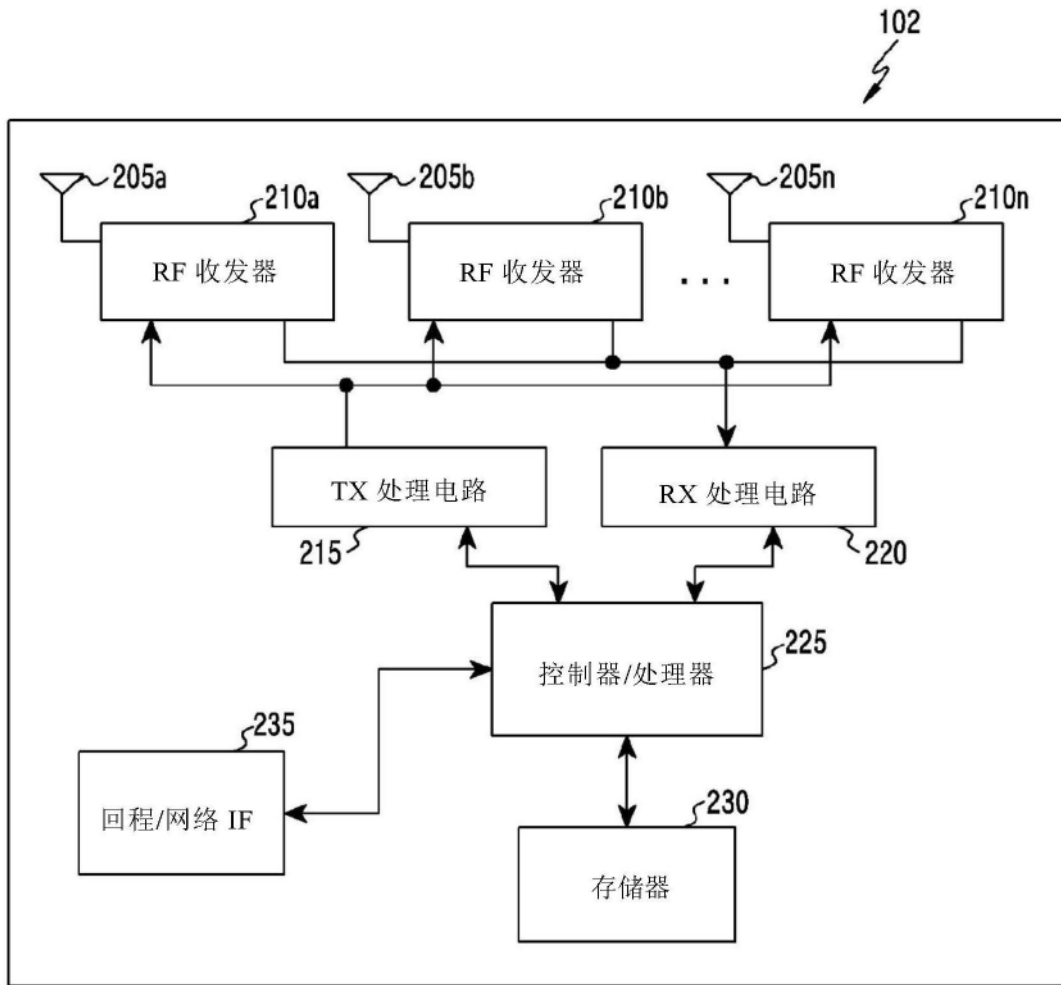 102
205a
205b
205n
210a
210b
210n
RF 收发器
RF 收发器
...
RF 收发器
TX 处理电路
RX 处理电路
215
220
225
控制器/处理器
235
回程/网络 IF
230
存储器